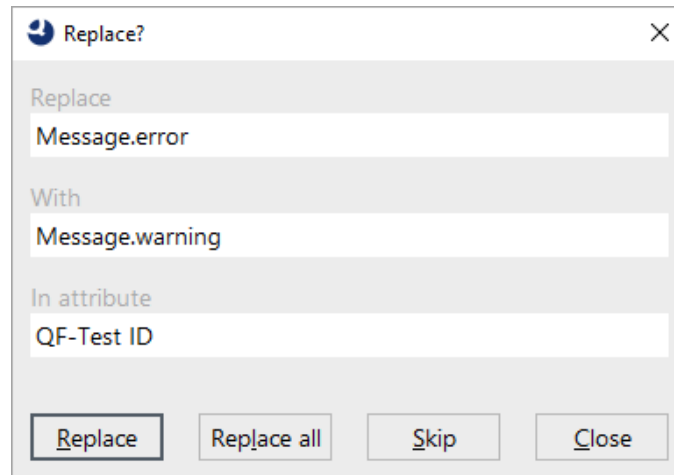 Replace?
Replace
Message.error
With
Message.warning
In attribute
QF-Test ID
Replace Replace all Skip Close